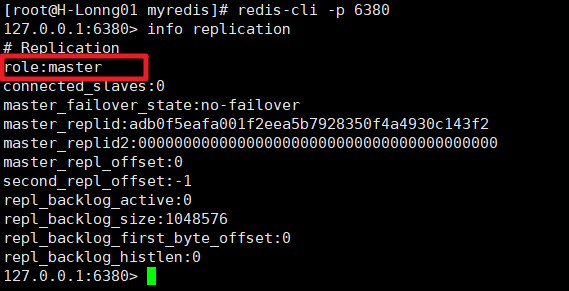 [root@H-Lonng01 myredis]# redis-cli -p 6380
127.0.0.1:6380> info replication
# Replication
role:master
connected_slaves:0
master_failover_state:no-failover
master_replid:adb0f5eafa001f2eea5b7928350f4a4930c143f2
master_replid2:0000000000000000000000000000000000000000
master_repl_offset:0
second_repl_offset:-1
repl_backlog_active:0
repl_backlog_size:1048576
repl_backlog_first_byte_offset:0
repl_backlog_histlen:0
127.0.0.1:6380>